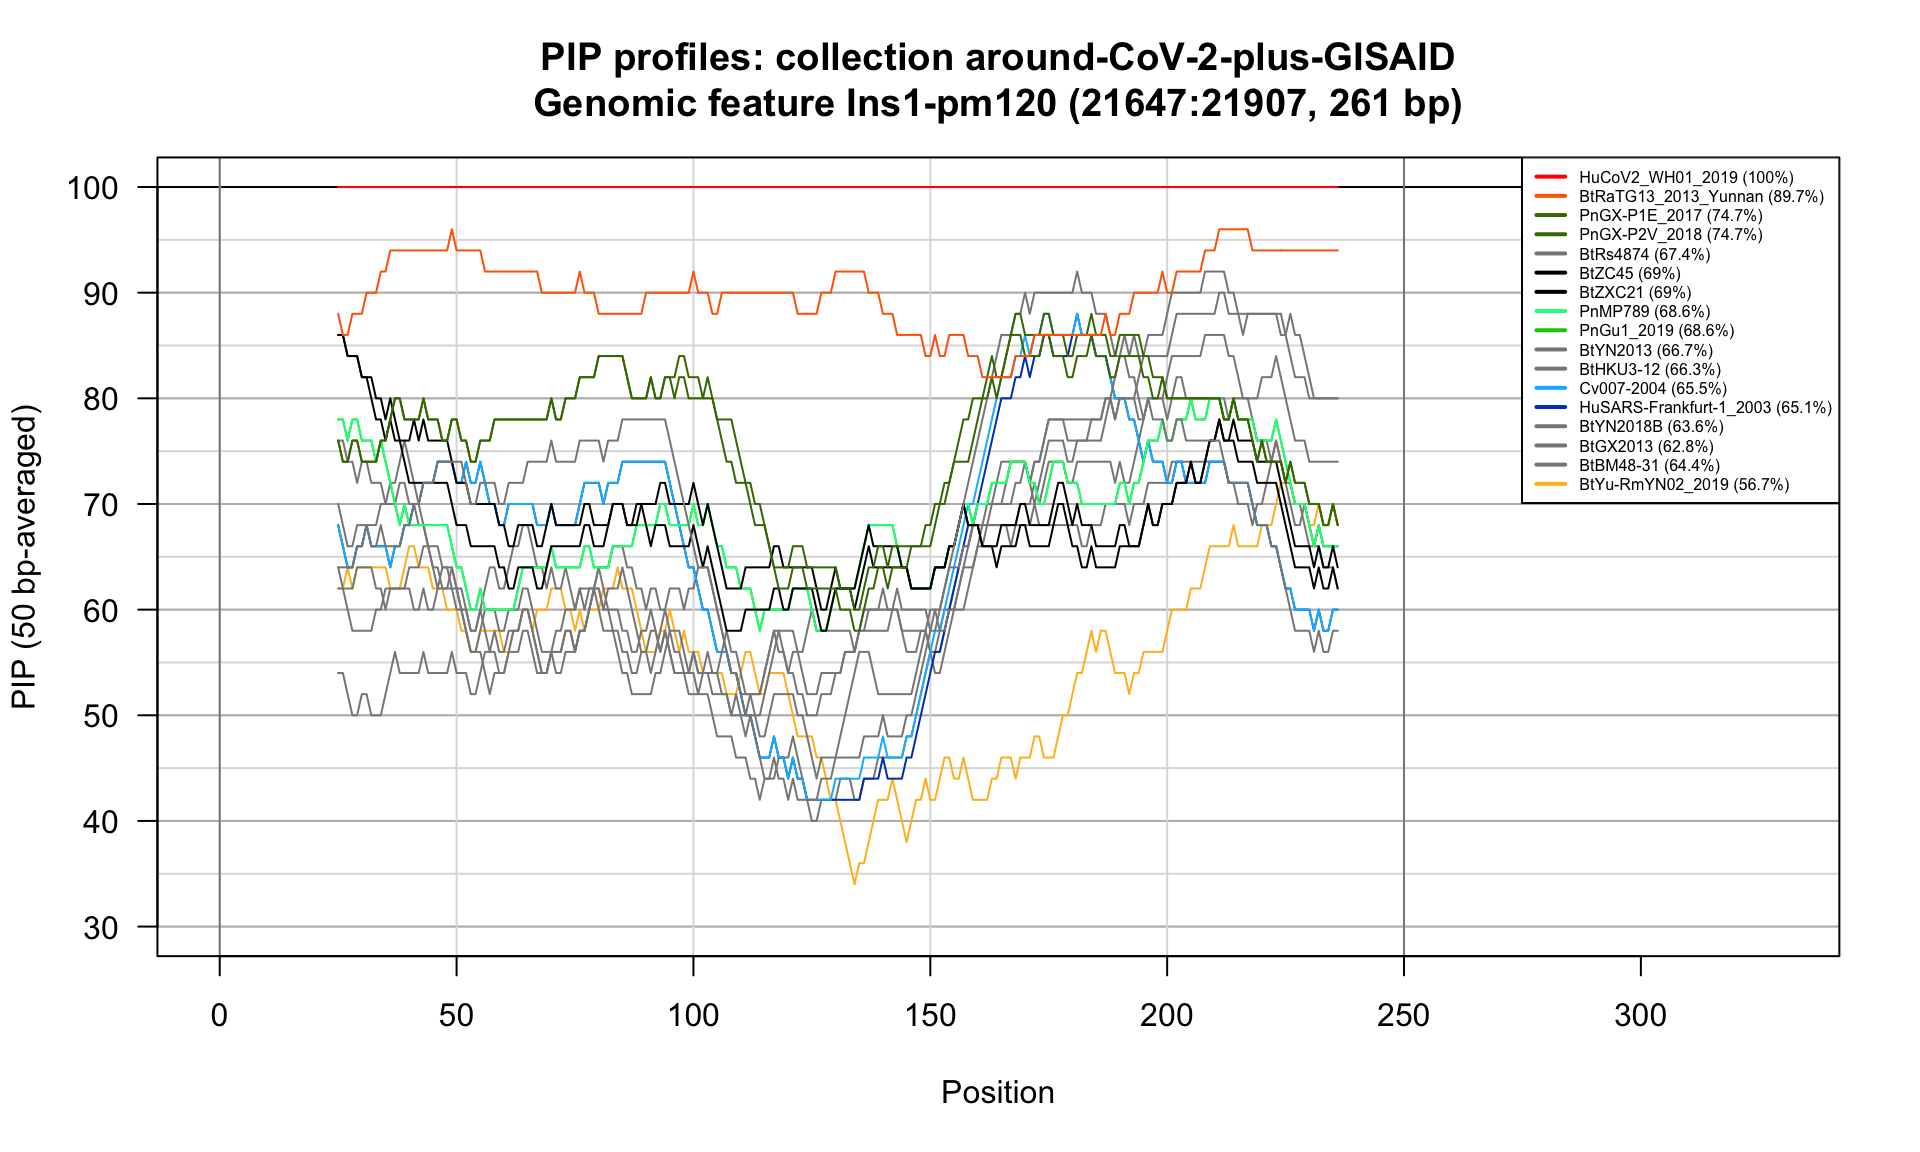 PIP profiles: collection around-CoV-2-plus-GISAID
Genomic feature Ins1-pm120 (21647:21907, 261 bp)
PIP (50 bp-averaged)
100
90
80
70
60
50
40
30
HuCoV2_WH01_2019 (100%)
BtRaTG13_2013_Yunnan (89.7%)
PnGX-P1E_2017 (74.7%)
PnGX-P2V_2018 (74.7%)
BtRs4874 (67.4%)
BtZC45 (69%)
BtZXC21 (69%)
PnMP789 (68.6%)
PnGu1_2019 (68.6%)
BtYN2013 (66.7%)
BtHKU3-12 (66.3%)
Cv007-2004 (65.5%)
HuSARS-Frankfurt-1_2003 (65.1%)
BtYN2018B (63.6%)
BtGX2013 (62.8%)
BtBM48-31 (64.4%)
BtYu-RmYN02_2019 (56.7%)
0 50 100 150 200 250 300
Position